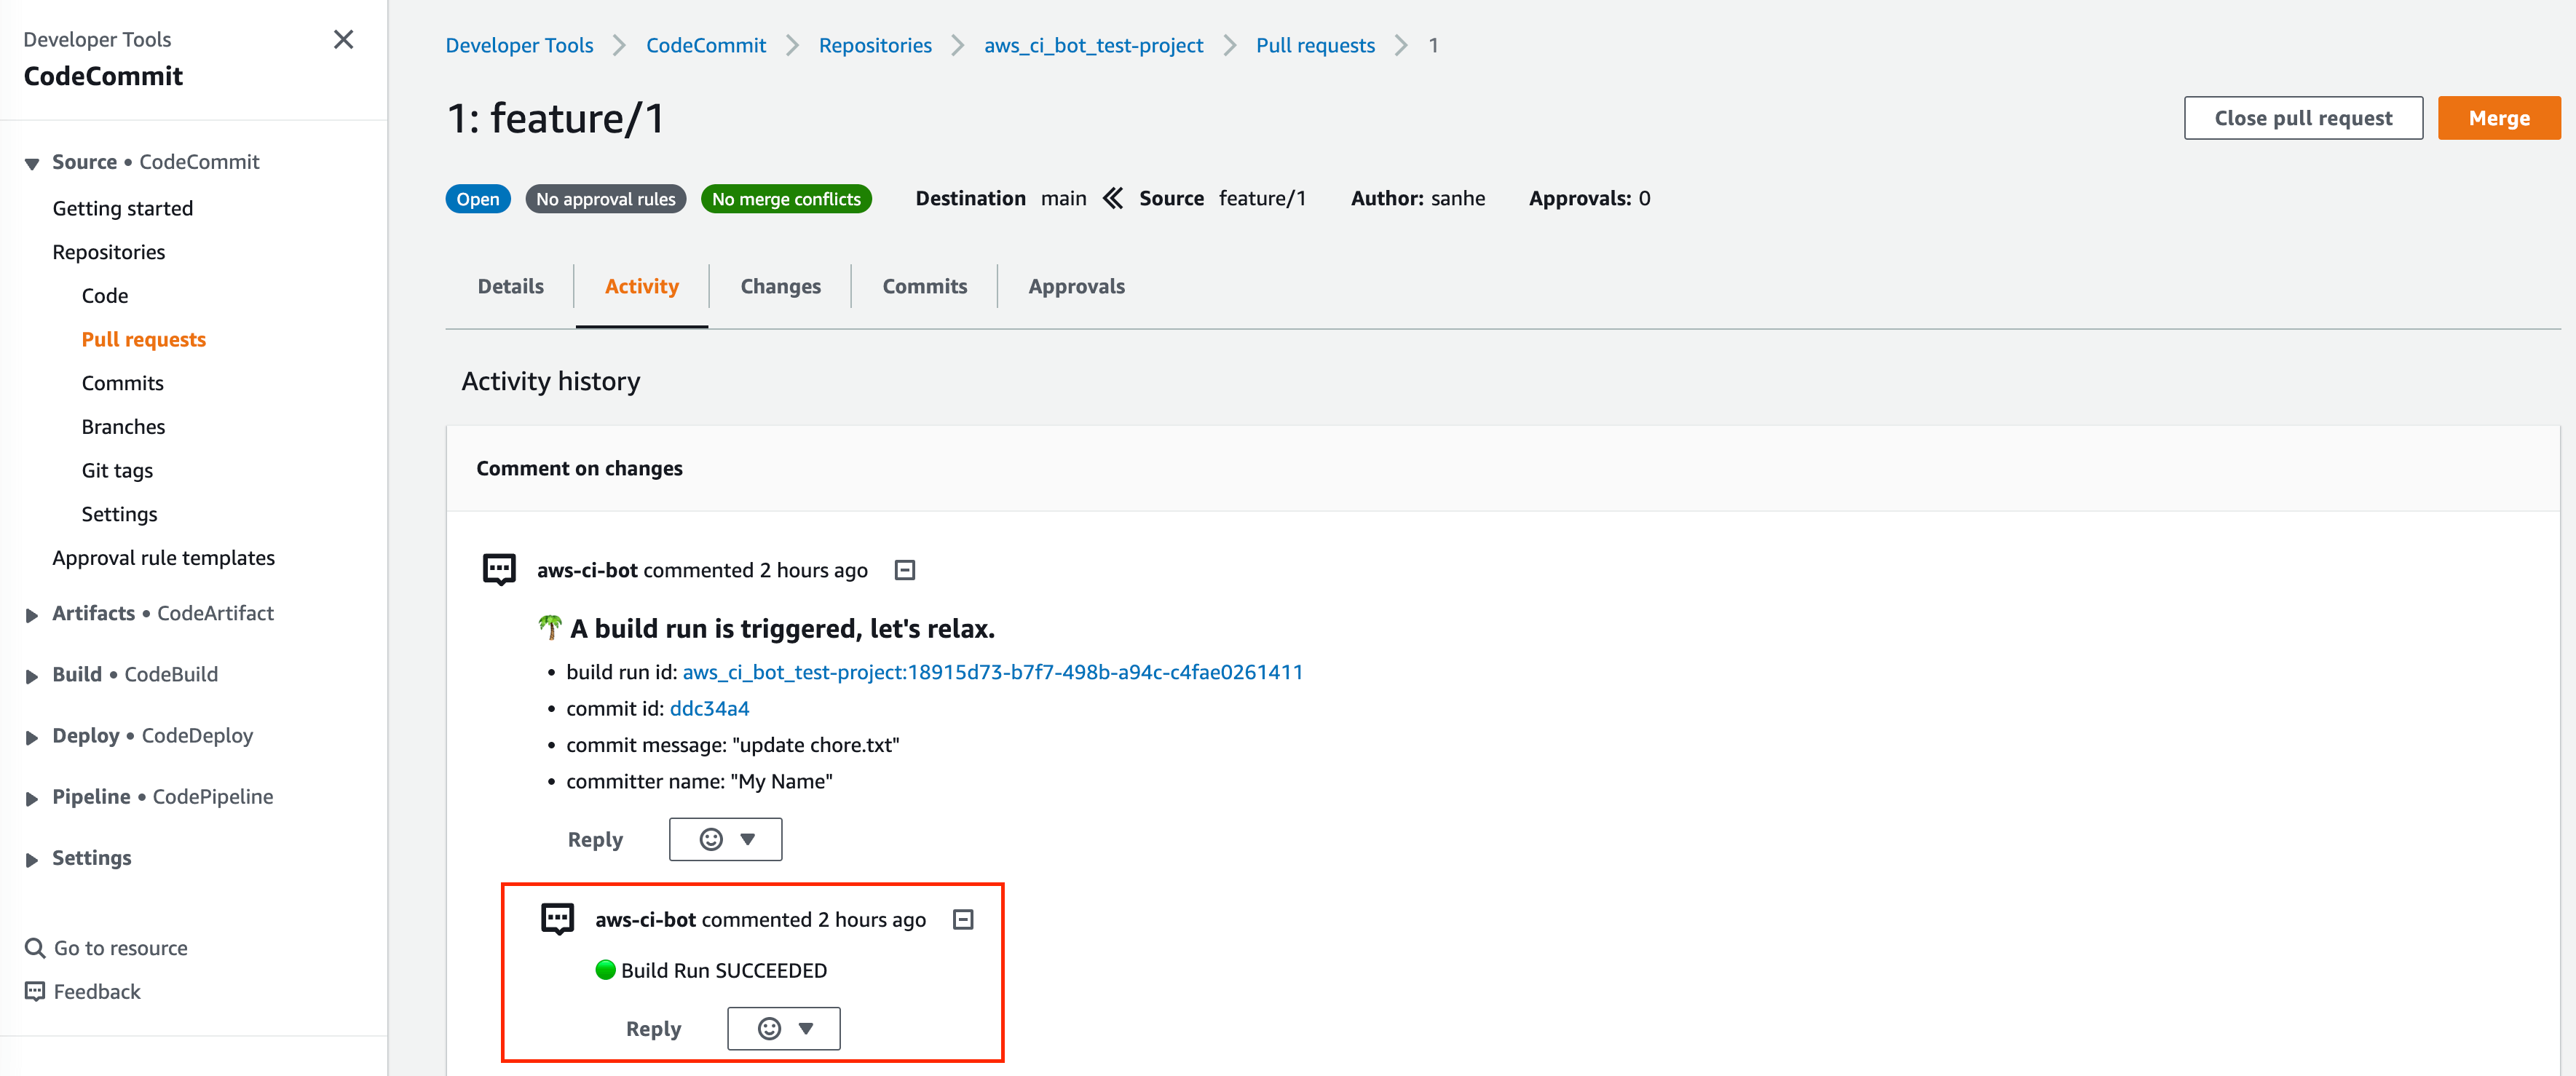 Developer Tools
CodeCommit
Source • CodeCommit
Getting started
Repositories
Code
Pull requests
Commits
Branches
Git tags
Settings
Approval rule templates
Artifacts • CodeArtifact
Build • CodeBuild
Deploy • CodeDeploy
Pipeline • CodePipeline
Settings
Go to resource
Feedback
Developer Tools CodeCommit Repositories aws_ci_bot_test-project Pull requests 1
1: feature/1
Close pull request Merge
Open No approval rules No merge conflicts Destination main Source feature/1 Author: sanhe Approvals: 0
Details Activity Changes Commits Approvals
Activity history
Comment on changes
aws-ci-bot commented 2 hours ago
🌴 A build run is triggered, let's relax.
• build run id: aws_ci_bot_test-project:18915d73-b7f7-498b-a94c-c4fae0261411
• commit id: ddc34a4
• commit message: "update chore.txt"
• committer name: "My Name"
Reply
aws-ci-bot commented 2 hours ago
🟢 Build Run SUCCEEDED
Reply